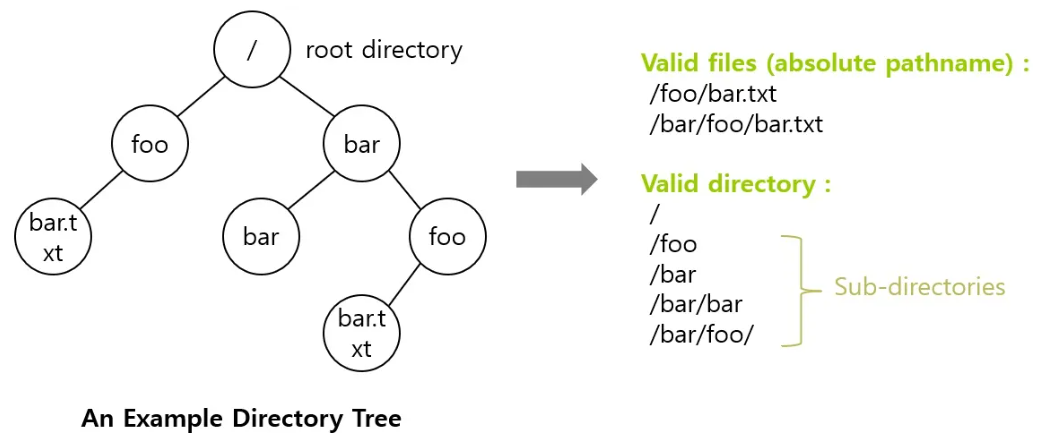 /
root directory
foo
bar
bar.t
xt
bar
foo
bar.t
xt
An Example Directory Tree
Valid files (absolute pathname) :
/foo/bar.txt
/bar/foo/bar.txt
Valid directory :
/
/foo
/bar
/bar/bar
/bar/foo/
Sub-directories